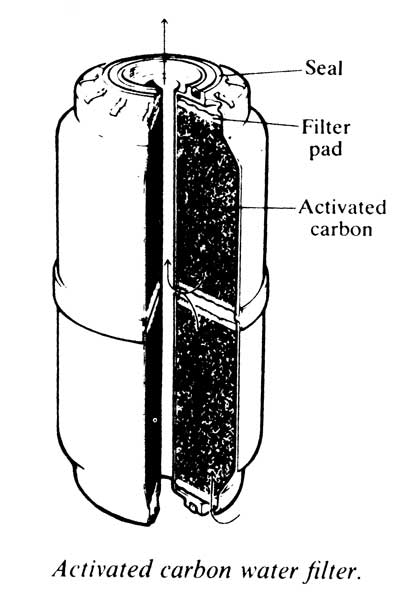 Seal
Filter
pad
Activated
carbon
Activated carbon water filter.